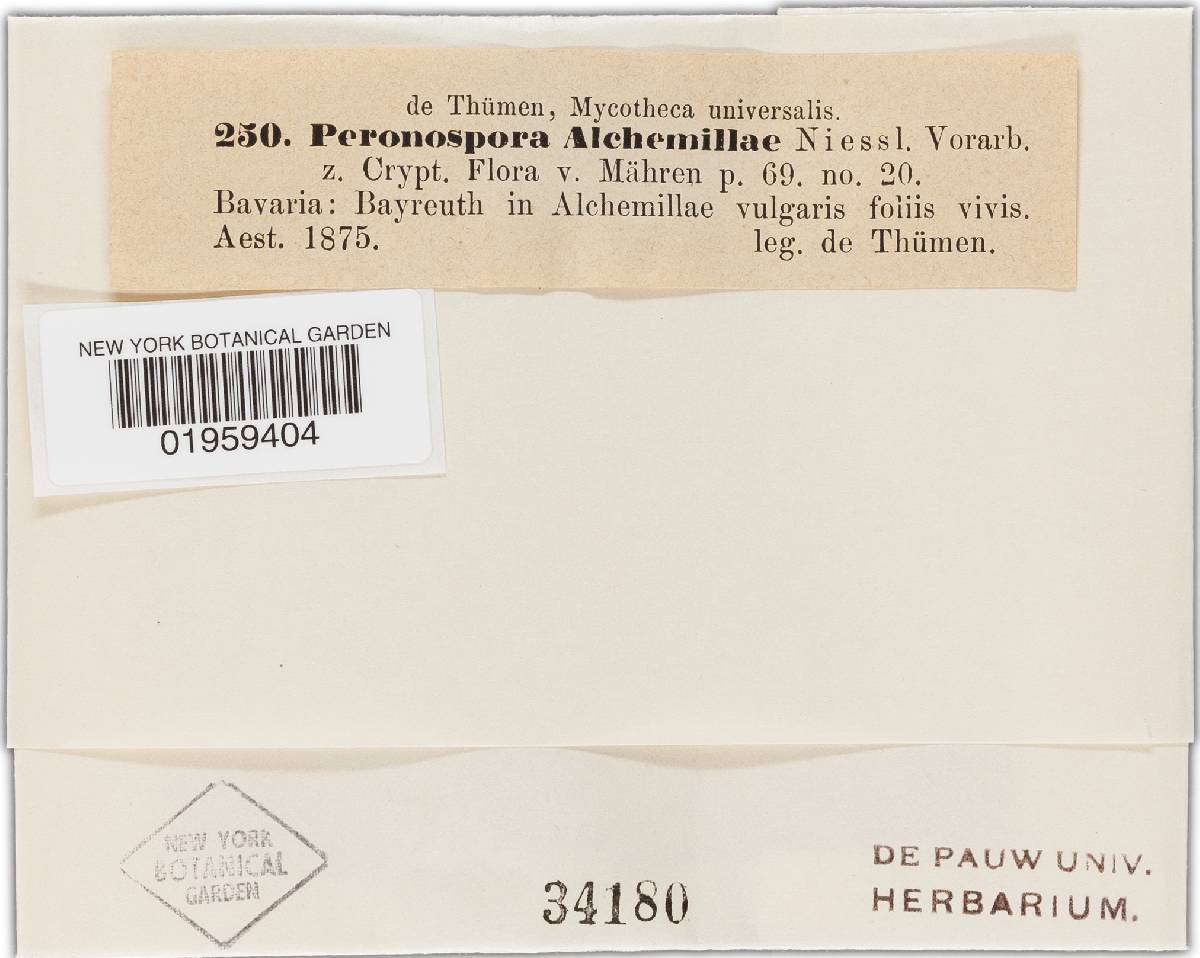 de Thümen, Mycotheca universalis.
250. Peronospora Alchemillae Niessl. Vorarb.
z. Crypt. Flora v. Mähren p. 69. no. 20.
Bavaria: Bayreuth in Alchemillae vulgaris foliis vivis.
Aest. 1875. leg. de Thümen.
NEW YORK BOTANICAL GARDEN
01959404
NEW YORK
BOTANICAL
GARDEN
34180
DE PAUW UNIV.
HERBARIUM.